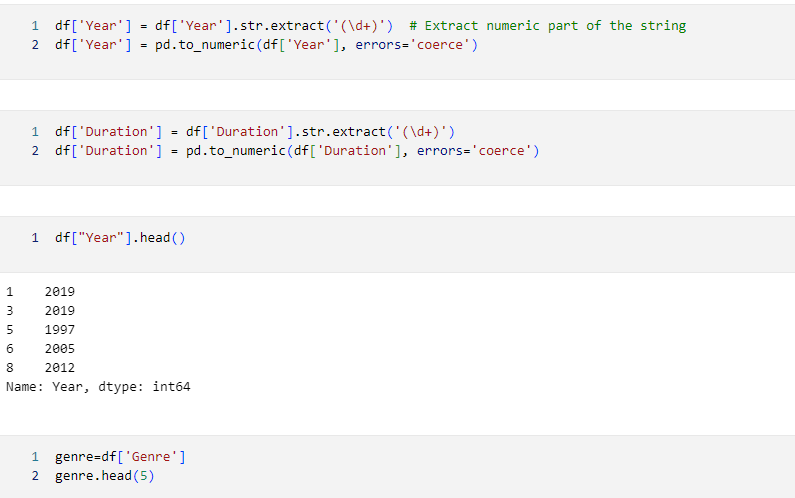 1 df['Year'] = df['Year'].str.extract('(\d+)')  # Extract numeric part of the string
2 df['Year'] = pd.to_numeric(df['Year'], errors='coerce')
1 df['Duration'] = df['Duration'].str.extract('(\d+)')
2 df['Duration'] = pd.to_numeric(df['Duration'], errors='coerce')
1 df["Year"].head()
1    2019
3    2019
5    1997
6    2005
8    2012
Name: Year, dtype: int64
1 genre=df['Genre']
2 genre.head(5)